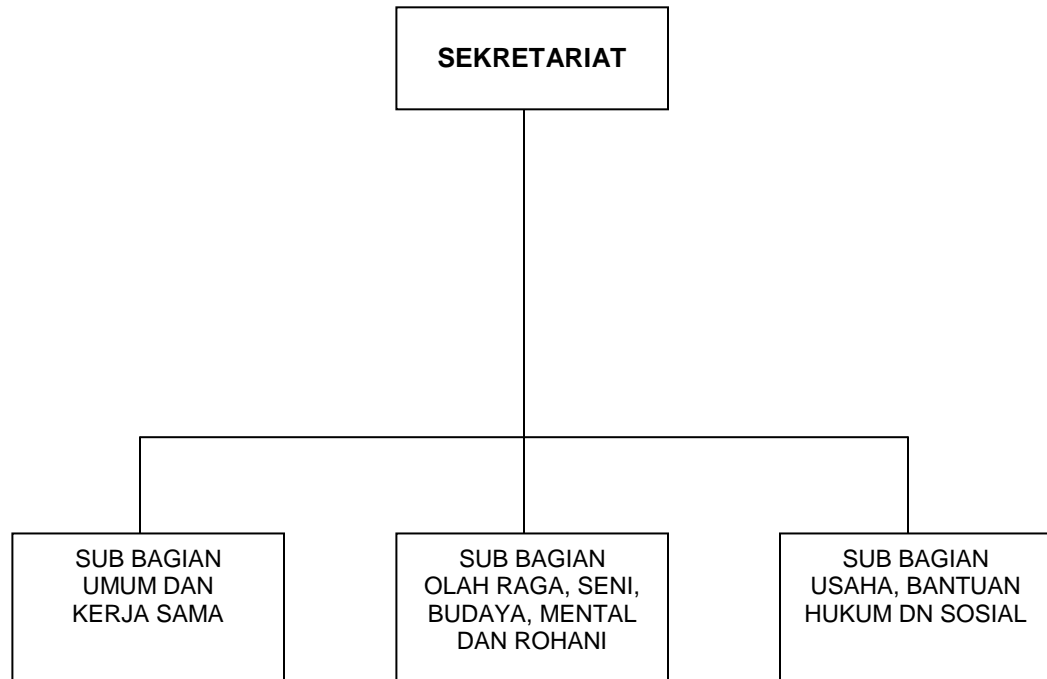 SEKRETARIAT
SUB BAGIAN
UMUM DAN
KERJA SAMA
SUB BAGIAN
OLAH RAGA, SENI,
BUDAYA, MENTAL
DAN ROHANI
SUB BAGIAN
USAHA, BANTUAN
HUKUM DN SOSIAL